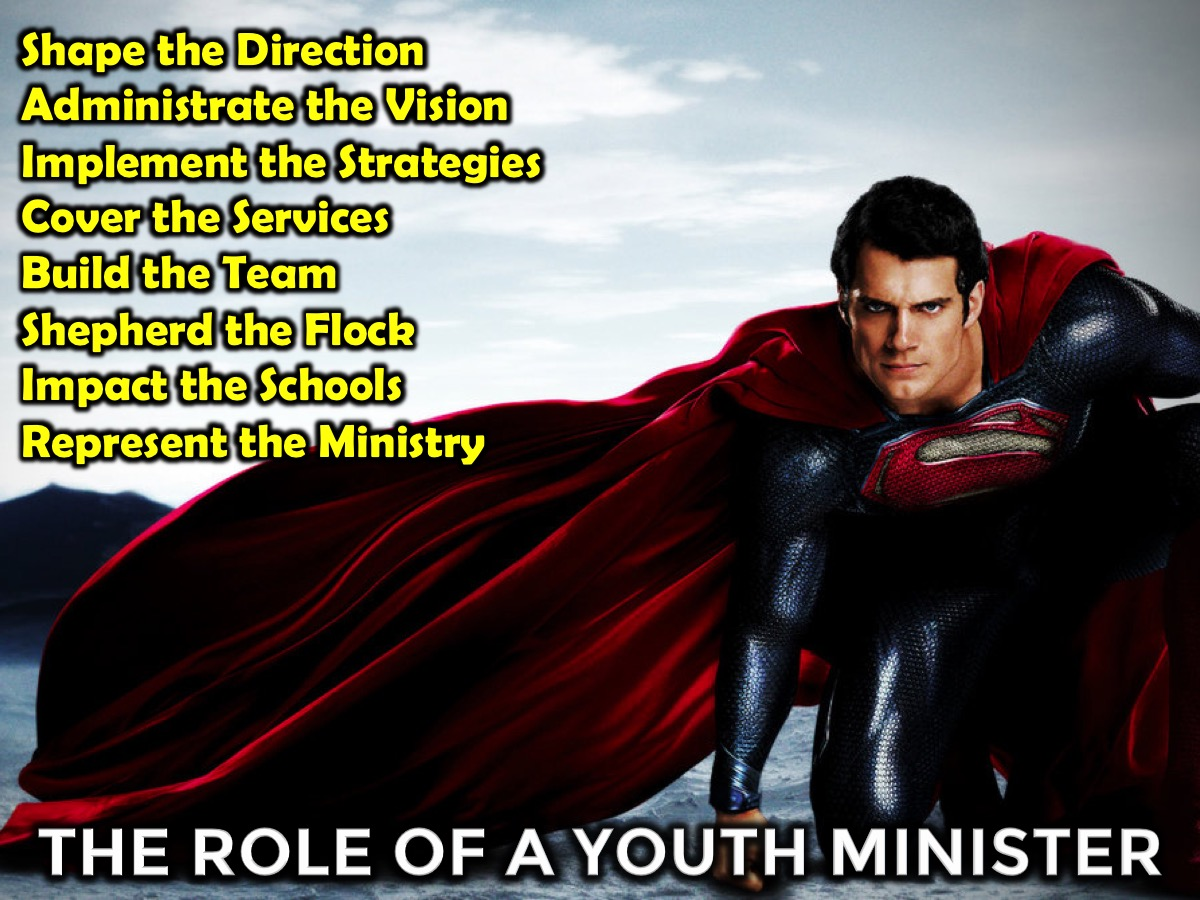 Shape the Direction
Administrate the Vision
Implement the Strategies
Cover the Services
Build the Team
Shepherd the Flock
Impact the Schools
Represent the Ministry
THE ROLE OF A YOUTH MINISTER